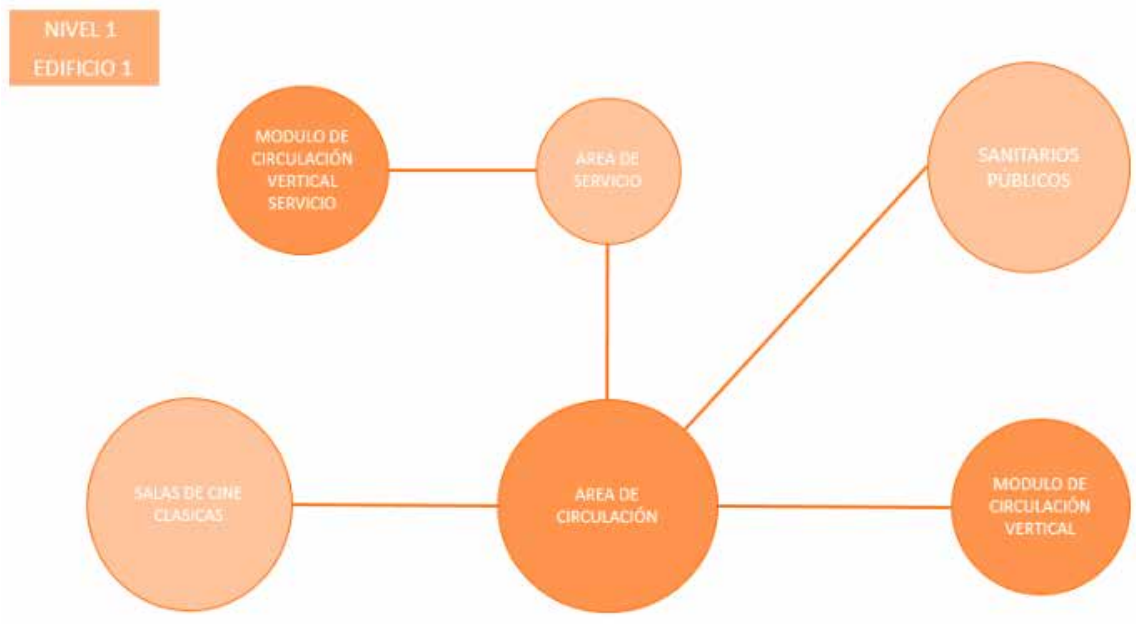 NIVEL 1
EDIFICIO 1
MODULO DE
CIRCULACIÓN
VERTICAL
SERVICIO
AREA DE
SERVICIO
SANITARIOS
PÚBLICOS
SALAS DE CINE
CLASICAS
AREA DE
CIRCULACIÓN
MODULO DE
CIRCULACIÓN
VERTICAL